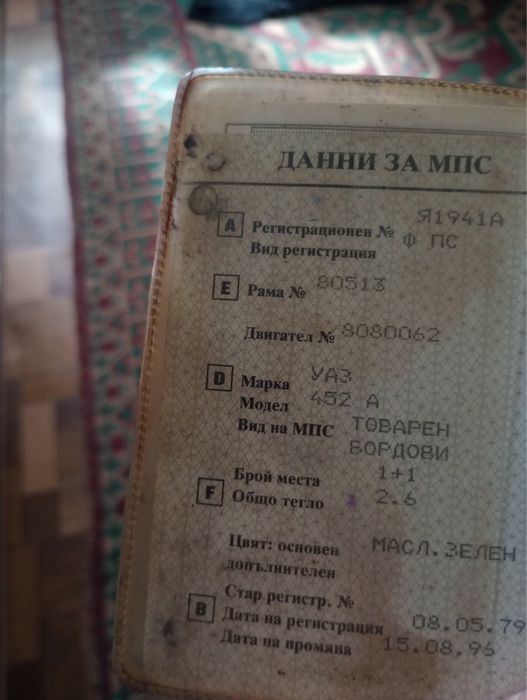 ДАННИ ЗА МПС
A Регистрационен № Я1941А
Вид регистрация Ф ПС
E Рама № 80513
Двигател № 8080062
D Марка УАЗ
Модел 452 А
Вид на МПС ТОВАРЕН
БОРДОВИ
Брой места 1+1
F Общо тегло 2.6
Цвят: основен МАСЛ.ЗЕЛЕН
допълнителен
Стар регистр. №
B Дата на регистрация 08.05.79
Дата на промяна 15.08.96